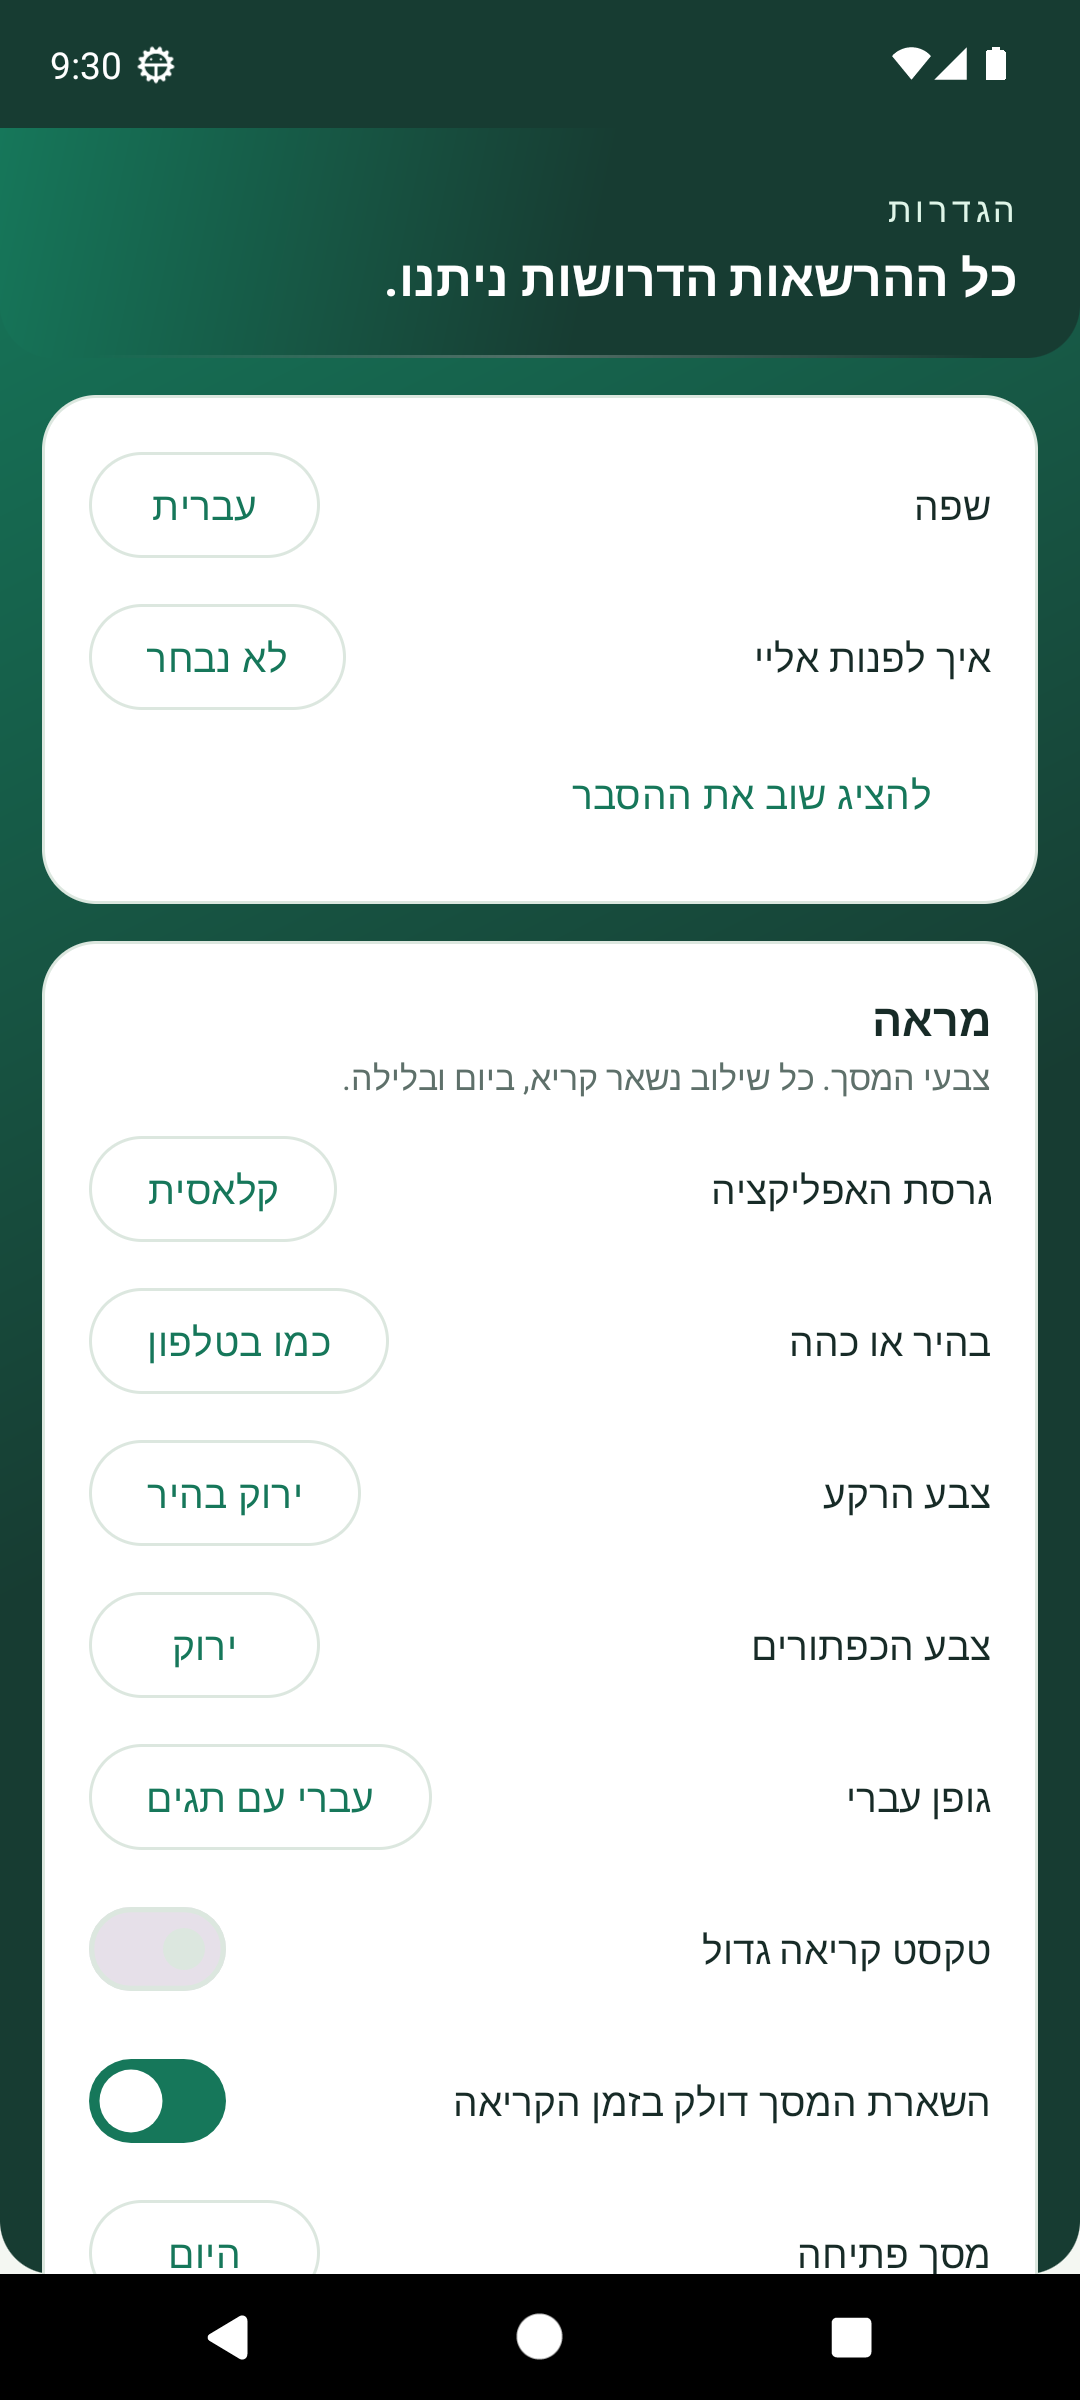 9:30
הגדרות
כל ההרשאות הדרושות ניתנו.
שפה
עברית
איך לפנות אליי
לא נבחר
להציג שוב את ההסבר
מראה
צבעי המסך. כל שילוב נשאר קריא, ביום ובלילה.
גרסת האפליקציה
קלאסית
בהיר או כהה
כמו בטלפון
צבע הרקע
ירוק בהיר
צבע הכפתורים
ירוק
גופן עברי
עברי עם תגים
טקסט קריאה גדול
השארת המסך דולק בזמן הקריאה
מסך פתיחה
היום